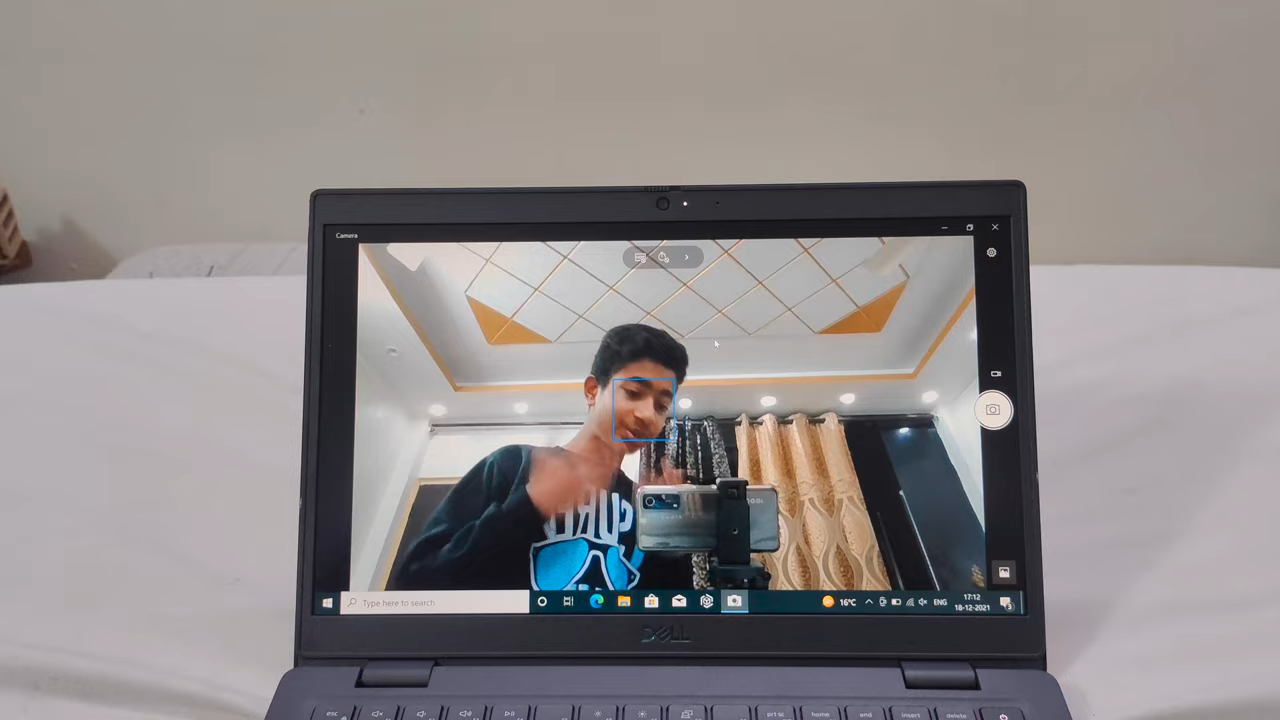 Camera
Type here to search
16°C
ENG
17:12
18-12-2021
3
DELL
esc
prt sc
home
end
insert
delete